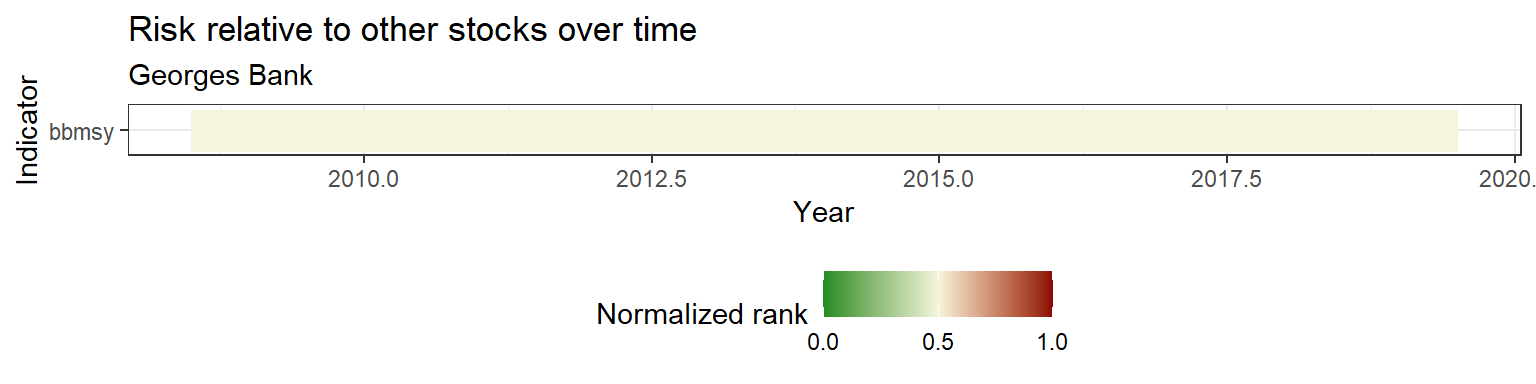 Risk relative to other stocks over time
Georges Bank
Indicator
bbmsy
2010.0 2012.5 2015.0 2017.5 2020.
Year
Normalized rank
0.0 0.5 1.0